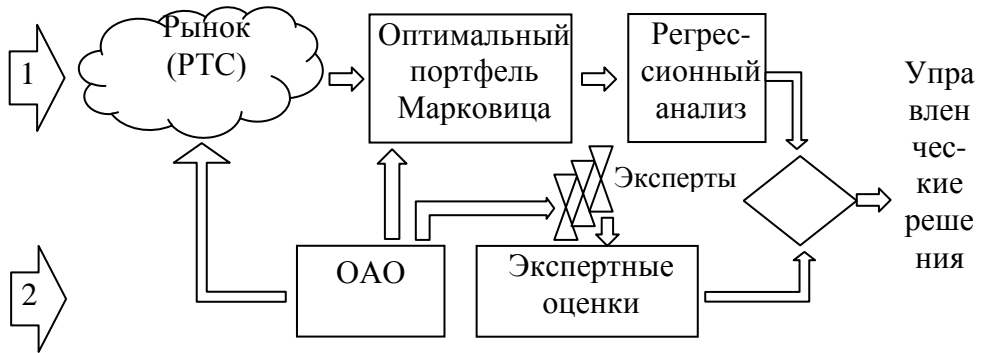 1
Рынок
(РТС)
Оптимальный
портфель
Марковица
Регрес-
сионный
анализ
Упра
влен
чес-
кие
реше
ния
Эксперты
2
ОАО
Экспертные
оценки